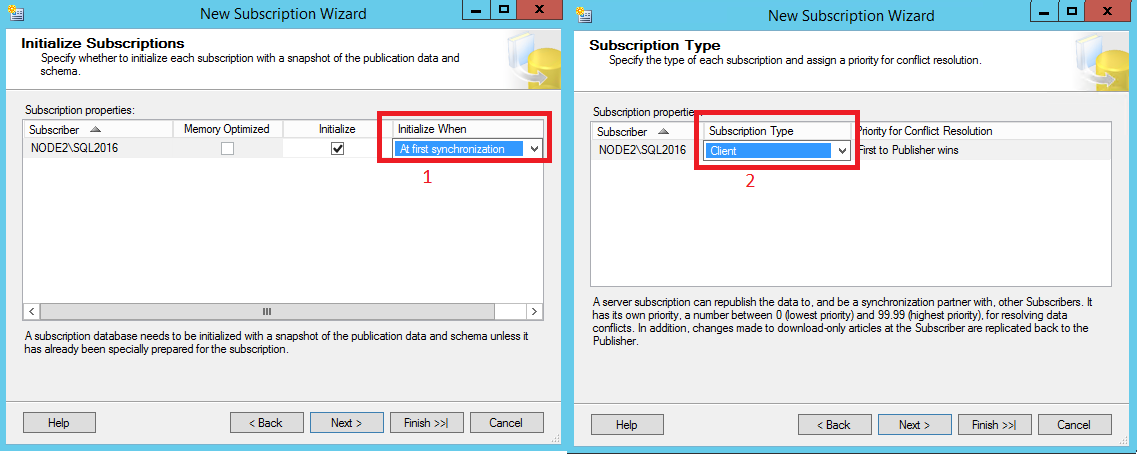 New Subscription Wizard
Initialize Subscriptions
Specify whether to initialize each subscription with a snapshot of the publication data and
schema.
Subscription properties:
Subscriber Memory Optimized Initialize Initialize When
NODE2\SQL2016 At first synchronization
1
A subscription database needs to be initialized with a snapshot of the publication data and schema unless it
has already been specially prepared for the subscription.
Help < Back Next > Finish >>| Cancel
New Subscription Wizard
Subscription Type
Specify the type of each subscription and assign a priority for conflict resolution.
Subscription properties:
Subscriber Subscription Type Priority for Conflict Resolution
NODE2\SQL2016 Client First to Publisher wins
2
A server subscription can republish the data to, and be a synchronization partner with, other Subscribers. It
has its own priority, a number between 0 (lowest priority) and 99.99 (highest priority), for resolving data
conflicts. In addition, changes made to download-only articles at the Subscriber are replicated back to the
Publisher.
Help < Back Next > Finish >>| Cancel